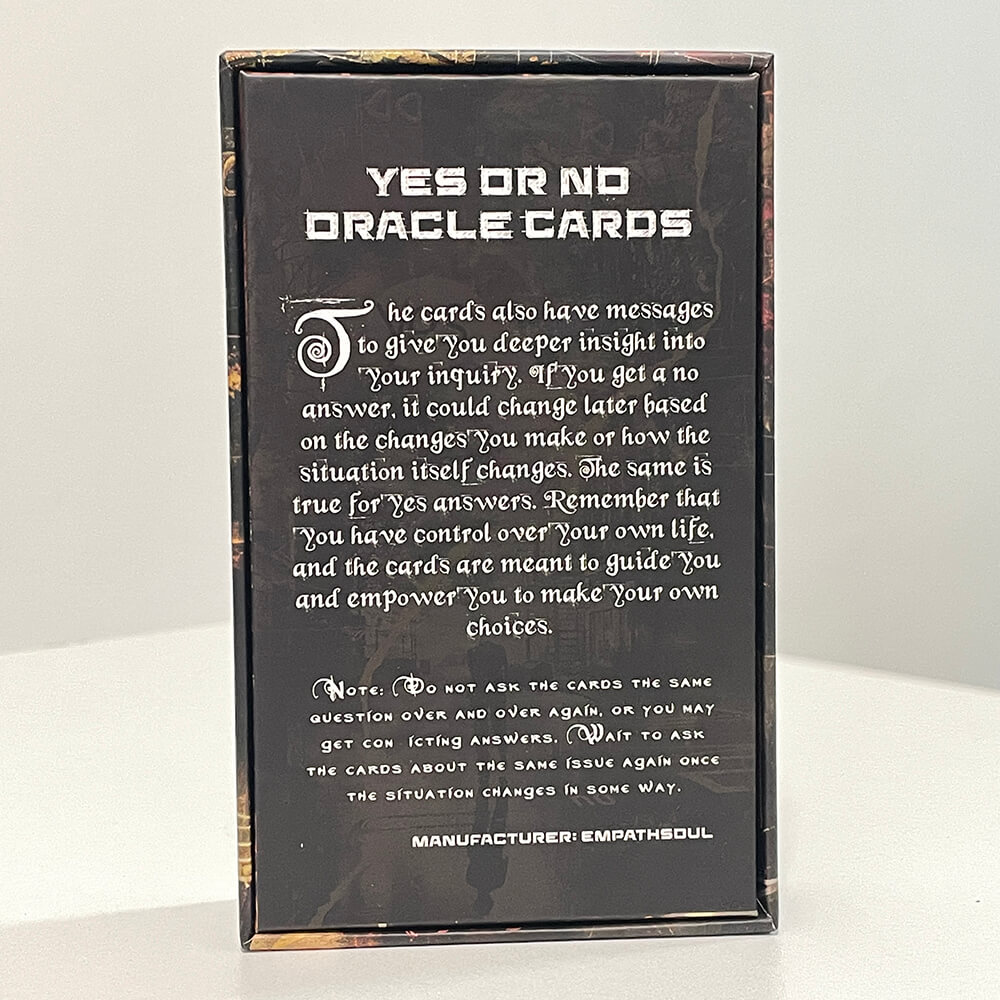 YES OR NO
ORACLE CARDS
The cards also have messages
to give you deeper insight into
your inquiry. If you get a no
answer, it could change later based
on the changes you make or how the
situation itself changes. The same is
true for yes answers. Remember that
you have control over your own life,
and the cards are meant to guide you
and empower you to make your own
choices.
Note: Do not ask the cards the same
question over and over again, or you may
get con icting answers. Wait to ask
the cards about the same issue again once
the situation changes in some way.
MANUFACTURER: EMPATHSOUL